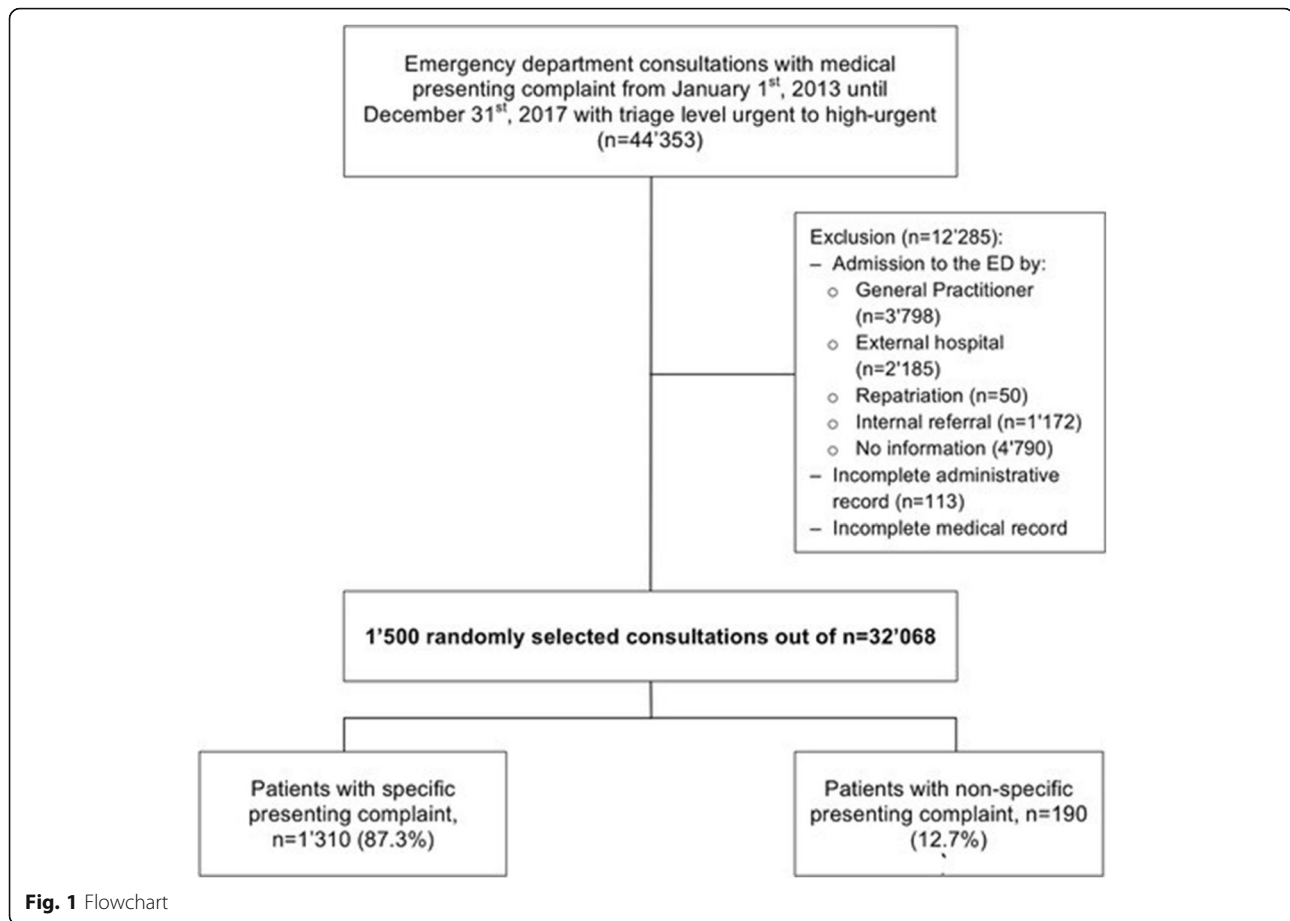 Emergency department consultations with medical
presenting complaint from January 1st, 2013 until
December 31st, 2017 with triage level urgent to high-urgent
(n=44'353)
Exclusion (n=12'285):
– Admission to the ED by:
o General Practitioner
(n=3'798)
o External hospital
(n=2'185)
o Repatriation (n=50)
o Internal referral (n=1'172)
o No information (4'790)
– Incomplete administrative
record (n=113)
– Incomplete medical record
1'500 randomly selected consultations out of n=32'068
Patients with specific
presenting complaint,
n=1'310 (87.3%)
Patients with non-specific
presenting complaint, n=190
(12.7%)
Fig. 1 Flowchart